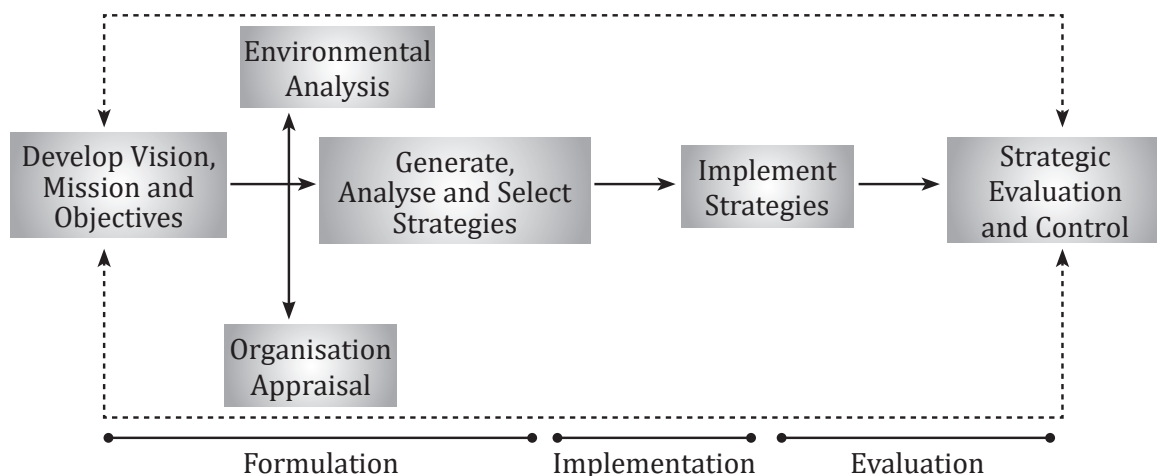 Environmental
Analysis
Develop Vision,
Mission and
Objectives
Generate,
Analyse and Select
Strategies
Implement
Strategies
Strategic
Evaluation
and Control
Organisation
Appraisal
Formulation
Implementation
Evaluation